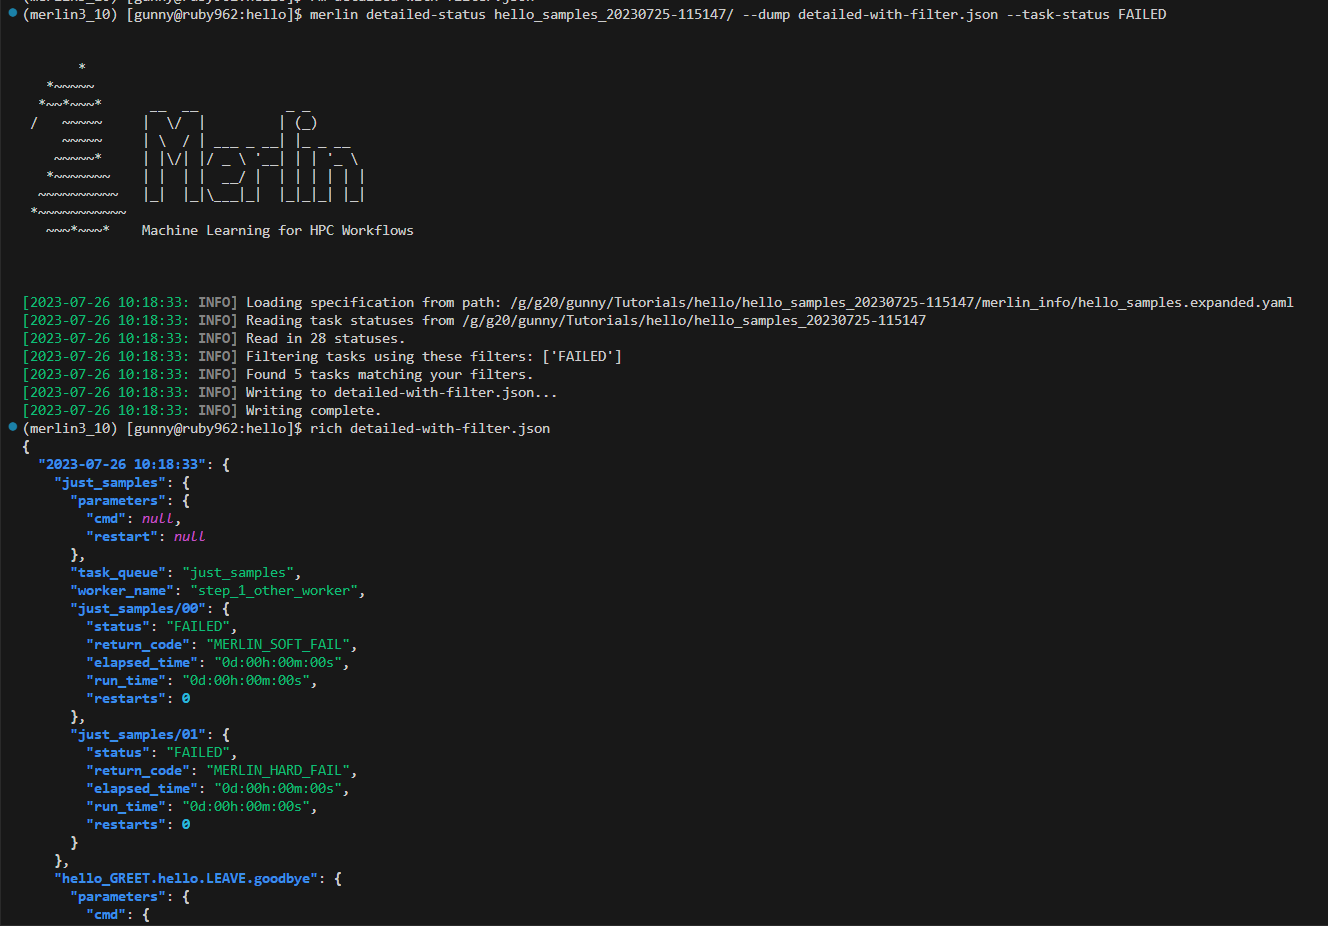 (merlin3_10) [gunny@ruby962:hello]$ merlin detailed-status hello_samples_20230725-115147/ --dump detailed-with-filter.json --task-status FAILED
       *
   *~~~~~
  *~~*~~~*      __  __           _ _
 /   ~~~~~     |  \/  |         | (_)
     ~~~~~     | \  / | ___ _ __| |_ _ __
    ~~~~~*     | |\/| |/ _ \ '__| | | '_ \
   *~~~~~~~    | |  | |  __/ |  | | | | | |
  ~~~~~~~~~~   |_|  |_|\___|_|  |_|_|_| |_|
 *~~~~~~~~~~~
   ~~~*~~~*    Machine Learning for HPC Workflows
[2023-07-26 10:18:33: INFO] Loading specification from path: /g/g20/gunny/Tutorials/hello/hello_samples_20230725-115147/merlin_info/hello_samples.expanded.yaml
[2023-07-26 10:18:33: INFO] Reading task statuses from /g/g20/gunny/Tutorials/hello/hello_samples_20230725-115147
[2023-07-26 10:18:33: INFO] Read in 28 statuses.
[2023-07-26 10:18:33: INFO] Filtering tasks using these filters: ['FAILED']
[2023-07-26 10:18:33: INFO] Found 5 tasks matching your filters.
[2023-07-26 10:18:33: INFO] Writing to detailed-with-filter.json...
[2023-07-26 10:18:33: INFO] Writing complete.
(merlin3_10) [gunny@ruby962:hello]$ rich detailed-with-filter.json
{
  "2023-07-26 10:18:33": {
    "just_samples": {
      "parameters": {
        "cmd": null,
        "restart": null
      },
      "task_queue": "just_samples",
      "worker_name": "step_1_other_worker",
      "just_samples/00": {
        "status": "FAILED",
        "return_code": "MERLIN_SOFT_FAIL",
        "elapsed_time": "0d:00h:00m:00s",
        "run_time": "0d:00h:00m:00s",
        "restarts": 0
      },
      "just_samples/01": {
        "status": "FAILED",
        "return_code": "MERLIN_HARD_FAIL",
        "elapsed_time": "0d:00h:00m:00s",
        "run_time": "0d:00h:00m:00s",
        "restarts": 0
      }
    },
    "hello_GREET.hello.LEAVE.goodbye": {
      "parameters": {
        "cmd": {